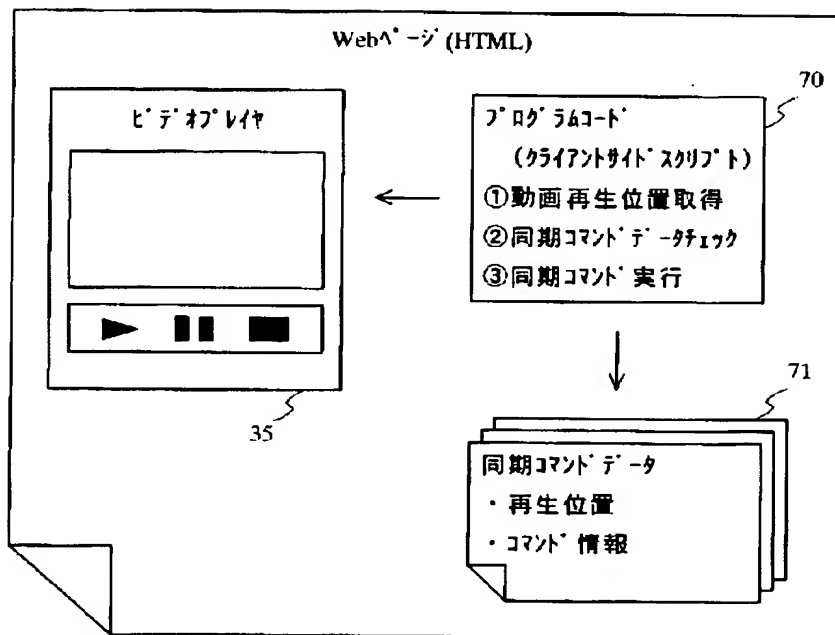 Webﾍﾟｰｼﾞ(HTML)
ﾋﾞﾃﾞｵﾌﾟﾚｲﾔ
35
70
ﾌﾟﾛｸﾞﾗﾑｺｰﾄﾞ
(ｸﾗｲｱﾝﾄｻｲﾄﾞｽｸﾘﾌﾟﾄ)
①動画再生位置取得
②同期ｺﾏﾝﾄﾞﾃﾞｰﾀﾁｪｯｸ
③同期ｺﾏﾝﾄﾞ実行
71
同期ｺﾏﾝﾄﾞﾃﾞｰﾀ
・再生位置
・ｺﾏﾝﾄﾞ情報